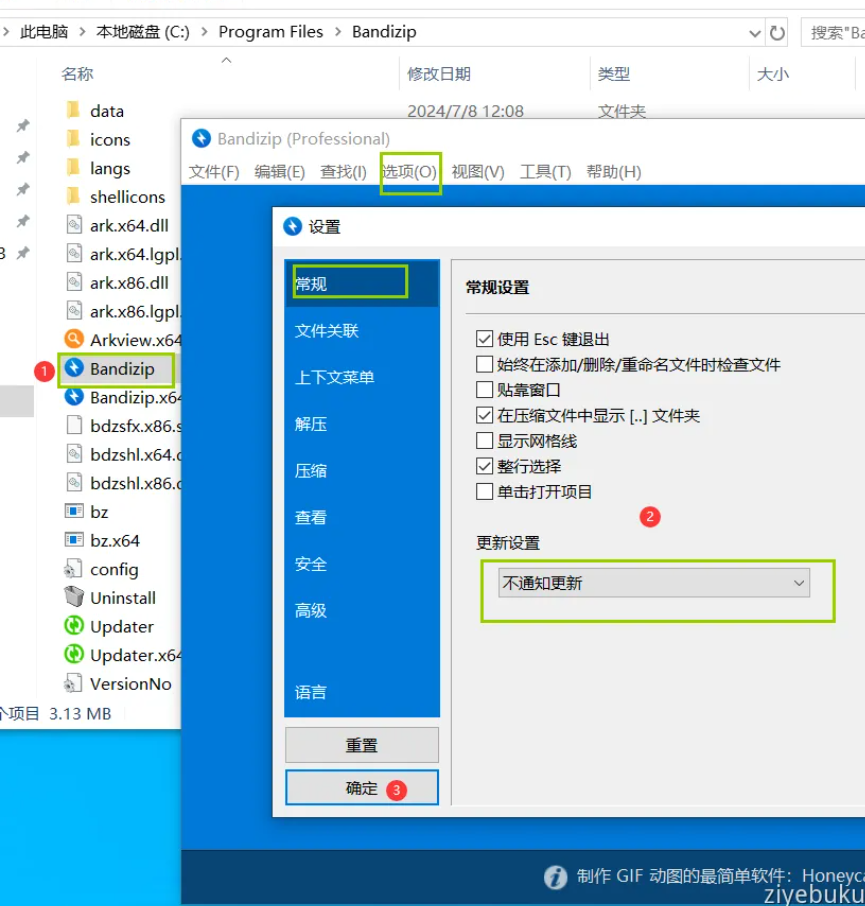 此电脑 > 本地磁盘 (C:) > Program Files > Bandizip
搜索"Ba
名称 修改日期 类型 大小
data 2024/7/8 12:08 文件夹
icons
langs
shellicons
ark.x64.dll
ark.x64.lgpl.
ark.x86.dll
ark.x86.lgpl.
Arkview.x64
1 Bandizip
Bandizip.x64
bdzsfx.x86.s
bdzshl.x64.d
bdzshl.x86.d
bz
bz.x64
config
Uninstall
Updater
Updater.x64
VersionNo
个项目 3.13 MB
Bandizip (Professional)
文件(F) 编辑(E) 查找(I) 选项(O) 视图(V) 工具(T) 帮助(H)
设置
常规
文件关联
上下文菜单
解压
压缩
查看
安全
高级
语言
重置
确定 3
常规设置
使用 Esc 键退出
始终在添加/删除/重命名文件时检查文件
贴靠窗口
在压缩文件中显示 [..] 文件夹
显示网格线
整行选择
单击打开项目
2
更新设置
不通知更新
制作 GIF 动图的最简单软件：Honeyca
ziyebuku